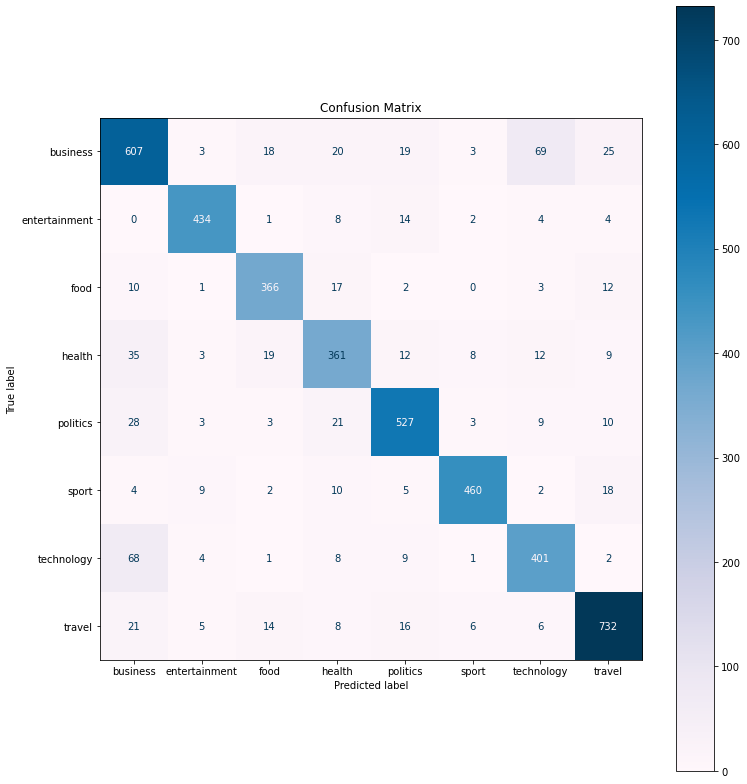 Confusion Matrix
True label
business 607 3 18 20 19 3 69 25
entertainment 0 434 1 8 14 2 4 4
food 10 1 366 17 2 0 3 12
health 35 3 19 361 12 8 12 9
politics 28 3 3 21 527 3 9 10
sport 4 9 2 10 5 460 2 18
technology 68 4 1 8 9 1 401 2
travel 21 5 14 8 16 6 6 732
business entertainment food health politics sport technology travel
Predicted label
700
600
500
400
300
200
100
0